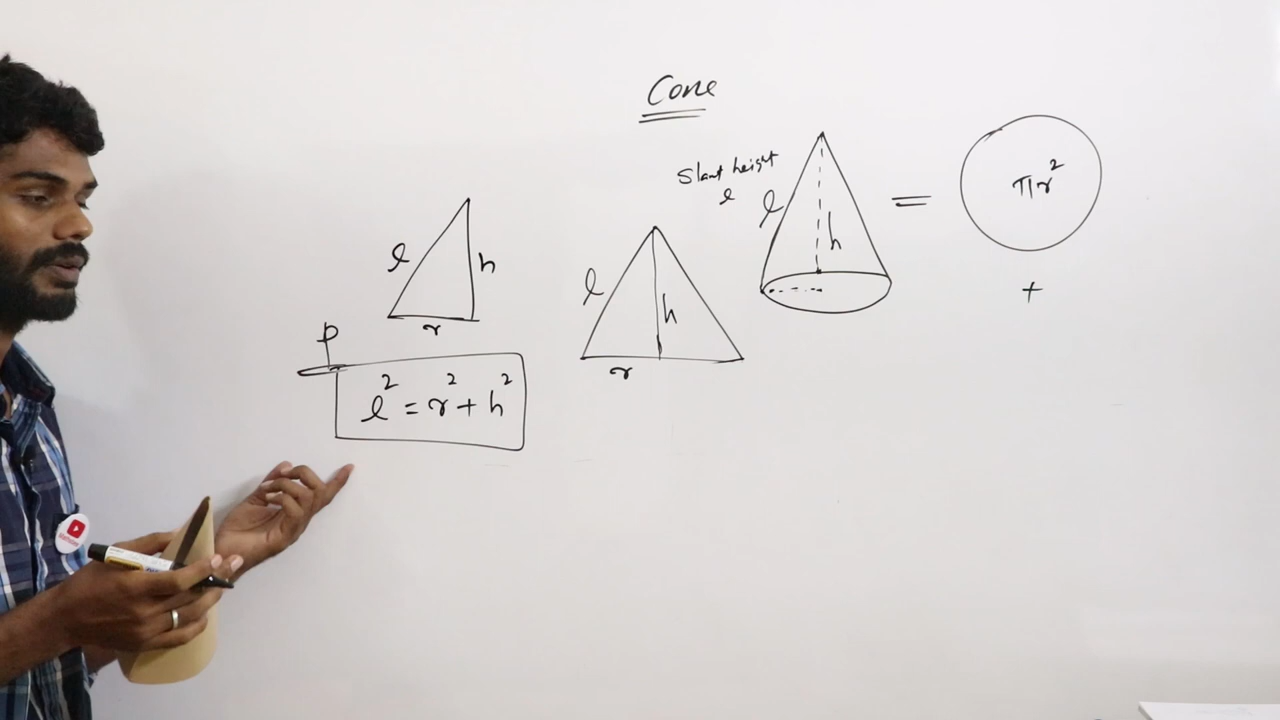 Cone
Slant height
l
l
h
=
πr²
+
l
h
r
l
h
r
p
l² = r² + h²